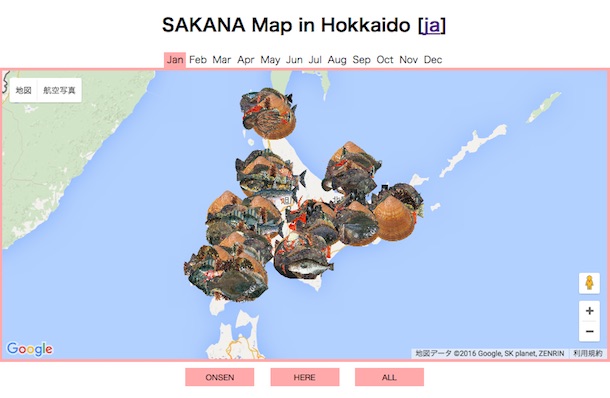 SAKANA Map in Hokkaido [ja]
Jan Feb Mar Apr May Jun Jul Aug Sep Oct Nov Dec
地図 航空写真
Google
地図データ ©2016 Google, SK planet, ZENRIN 利用規約
ONSEN HERE ALL